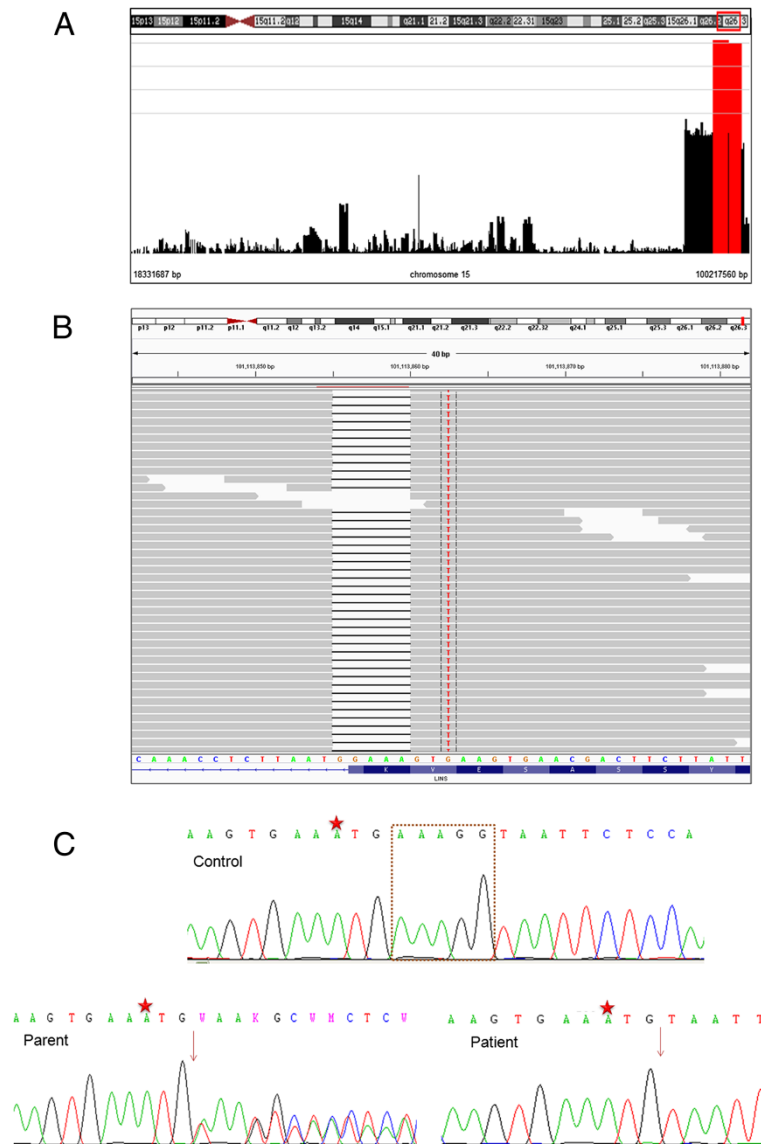 A
15p13 15p12 15p11.2 15q11.2 q12 15q14 q21.1 21.2 15q21.3 q22.2 22.31 15q23 25.1 25.2 q25.3 15q26.1 q26 3
18331687 bp chromosome 15 100217560 bp
B
p13 p12 p11.2 p11.1 q11.2 q12 q13.2 q14 q15.1 q21.1 q21.2 q21.3 q22.2 q22.32 q24.1 q25.1 q25.3 q26.1 q26.2 q26.3
40 bp
101,113,850 bp 101,113,860 bp 101,113,870 bp 101,113,880 bp
T T T T T T T T T T T T T T T T T T T T T T T T T T T T T T T T T T T T T T T T T T T T
C A A A C C T C T T A A T G G A A A G T G A A G T G A A C G A C T T C T T A T T
K V E S A S S Y
LINS
C
A A G T G A A A T G A A A G G T A A T T C T C C A
Control
A A G T G A A A T G W A A K G C W M C T C W
Parent
A A G T G A A A T G T A A T T
Patient